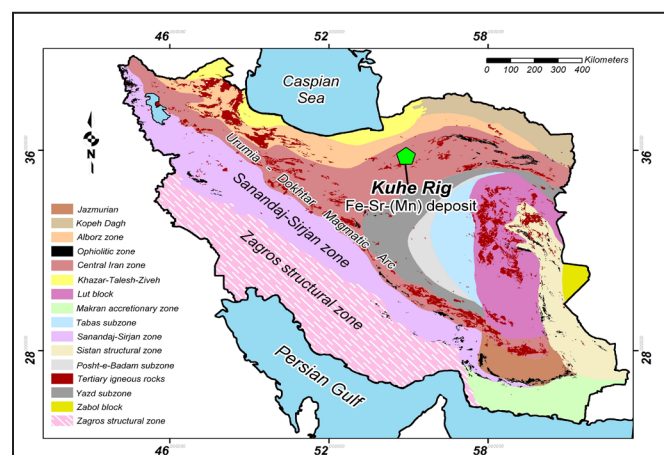 46
52
58
Kilometers
0 100 200 300 400
Caspian
Sea
36
36
N
Urumia - Dokhtar Magmatic Arc
Kuhe Rig
Fe-Sr-(Mn) deposit
Sanandaj-Sirjan zone
Zagros structural zone
Jazmurian
Kopeh Dagh
Alborz zone
Ophiolitic zone
Central Iran zone
Khazar-Talesh-Ziveh
Lut block
Makran accretionary zone
Tabas subzone
Sanandaj-Sirjan zone
Sistan structural zone
Posht-e-Badam subzone
Tertiary igneous rocks
Yazd subzone
Zabol block
Zagros structural zone
28
28
Persian Gulf
46
52
58